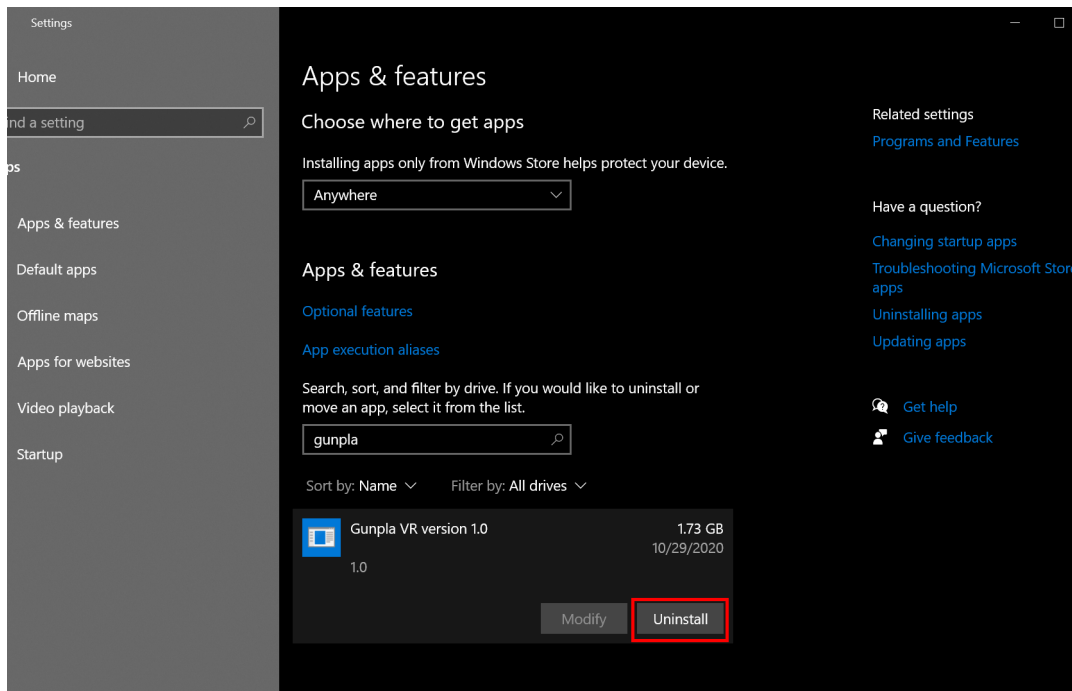 Settings
Home
ind a setting
ps
Apps & features
Default apps
Offline maps
Apps for websites
Video playback
Startup
Apps & features
Choose where to get apps
Installing apps only from Windows Store helps protect your device.
Anywhere
Apps & features
Optional features
App execution aliases
Search, sort, and filter by drive. If you would like to uninstall or
move an app, select it from the list.
gunpla
Sort by: Name Filter by: All drives
Gunpla VR version 1.0 1.73 GB
10/29/2020
1.0
Modify Uninstall
Related settings
Programs and Features
Have a question?
Changing startup apps
Troubleshooting Microsoft Stor
apps
Uninstalling apps
Updating apps
Get help
Give feedback